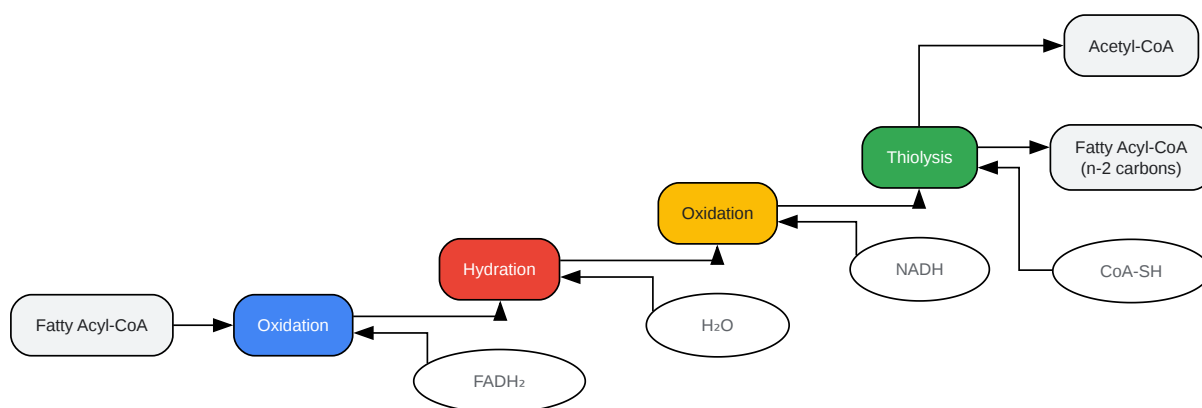 Fatty Acyl-CoA
Oxidation
FADH₂
Hydration
H₂O
Oxidation
NADH
Thiolysis
CoA-SH
Acetyl-CoA
Fatty Acyl-CoA
(n-2 carbons)